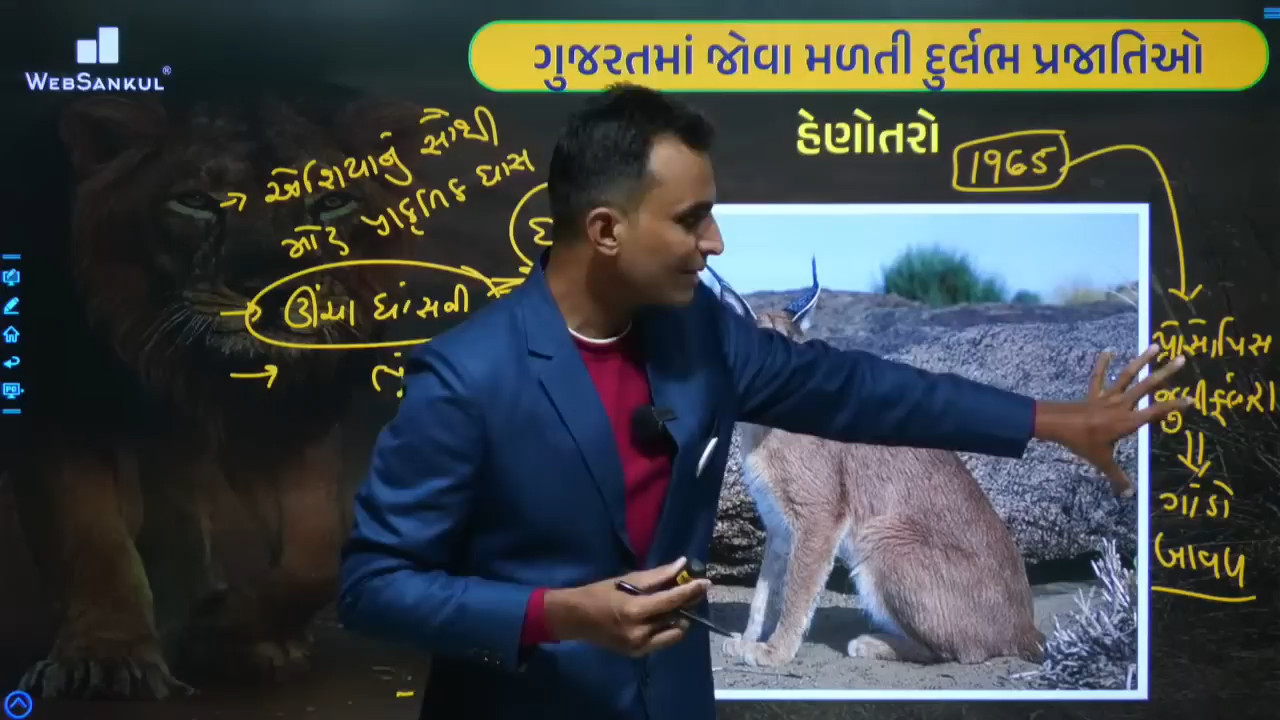 WEBSANKUL®
ગુજરતમાં જોવા મળતી દુર્લભ પ્રજાતિઓ
હેણોતરો
1965
→ એશિયાનું સૌથી
મોટુ પ્રાકૃતિક ઘાસ
→ ઊંચા ઘાંસની
→
પ્રોસોપિસ
જુલીફ્લોરા
ગાંડો
બાવળ